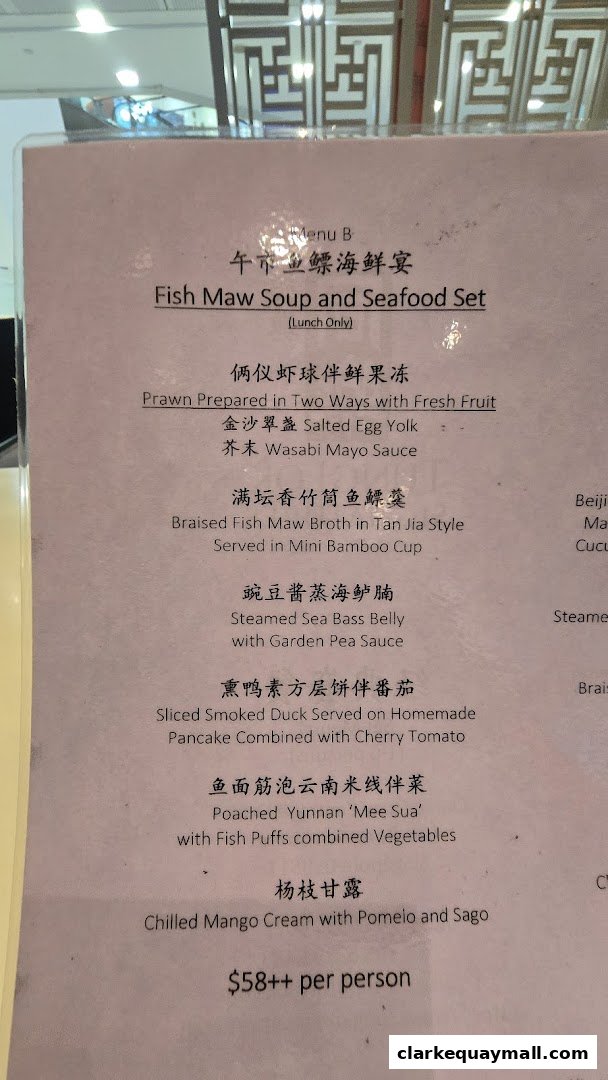 Menu B
午市鱼鳔海鲜宴
Fish Maw Soup and Seafood Set
(Lunch Only)
俩仪虾球伴鲜果冻
Prawn Prepared in Two Ways with Fresh Fruit
金沙翠盏 Salted Egg Yolk
芥末 Wasabi Mayo Sauce
满坛香竹筒鱼鳔羹
Braised Fish Maw Broth in Tan Jia Style
Served in Mini Bamboo Cup
豌豆酱蒸海鲈腩
Steamed Sea Bass Belly
with Garden Pea Sauce
熏鸭素方层饼伴番茄
Sliced Smoked Duck Served on Homemade
Pancake Combined with Cherry Tomato
鱼面筋泡云南米线伴菜
Poached Yunnan ‘Mee Sua’
with Fish Puffs combined Vegetables
杨枝甘露
Chilled Mango Cream with Pomelo and Sago
$58++ per person
Beiji
Ma
Cucu
Steame
Brais
clarkequaymall.com